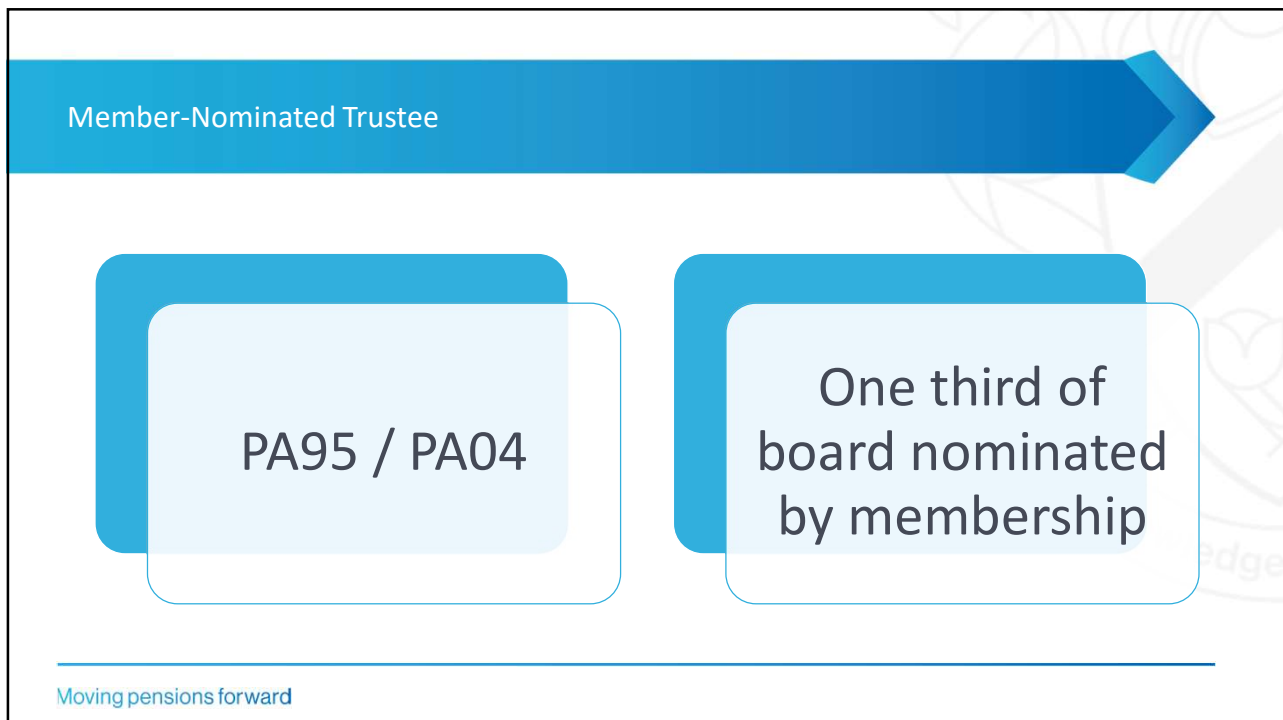 Member-Nominated Trustee
PA95 / PA04
One third of
board nominated
by membership
Moving pensions forward